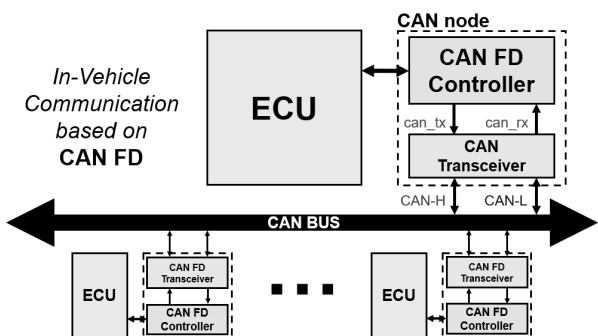 CAN node
In-Vehicle
Communication
based on
CAN FD
ECU
CAN FD
Controller
can_tx
can_rx
CAN
Transceiver
CAN-H
CAN-L
CAN BUS
ECU
CAN FD
Transceiver
CAN FD
Controller
ECU
CAN FD
Transceiver
CAN FD
Controller